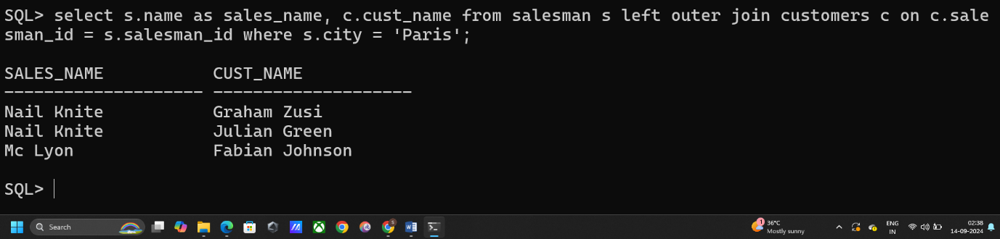 SQL> select s.name as sales_name, c.cust_name from salesman s left outer join customers c on c.sale
sman_id = s.salesman_id where s.city = 'Paris';
SALES_NAME CUST_NAME
-------------------- --------------------
Nail Knite Graham Zusi
Nail Knite Julian Green
Mc Lyon Fabian Johnson
SQL>
Search
1
36°C
Mostly sunny
ENG
IN
02:38
14-09-2024